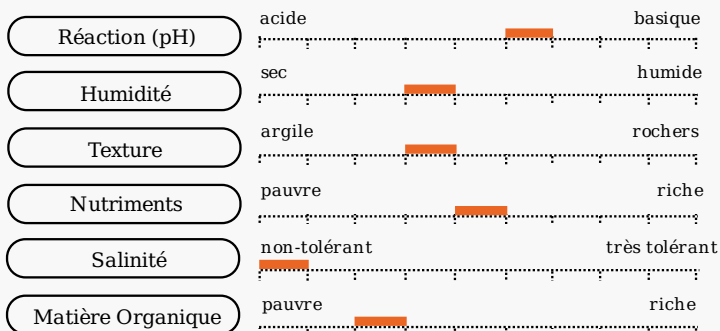 acide basique
Réaction (pH)
sec humide
Humidité
argile rochers
Texture
pauvre riche
Nutriments
non-tolérant très tolérant
Salinité
pauvre riche
Matière Organique